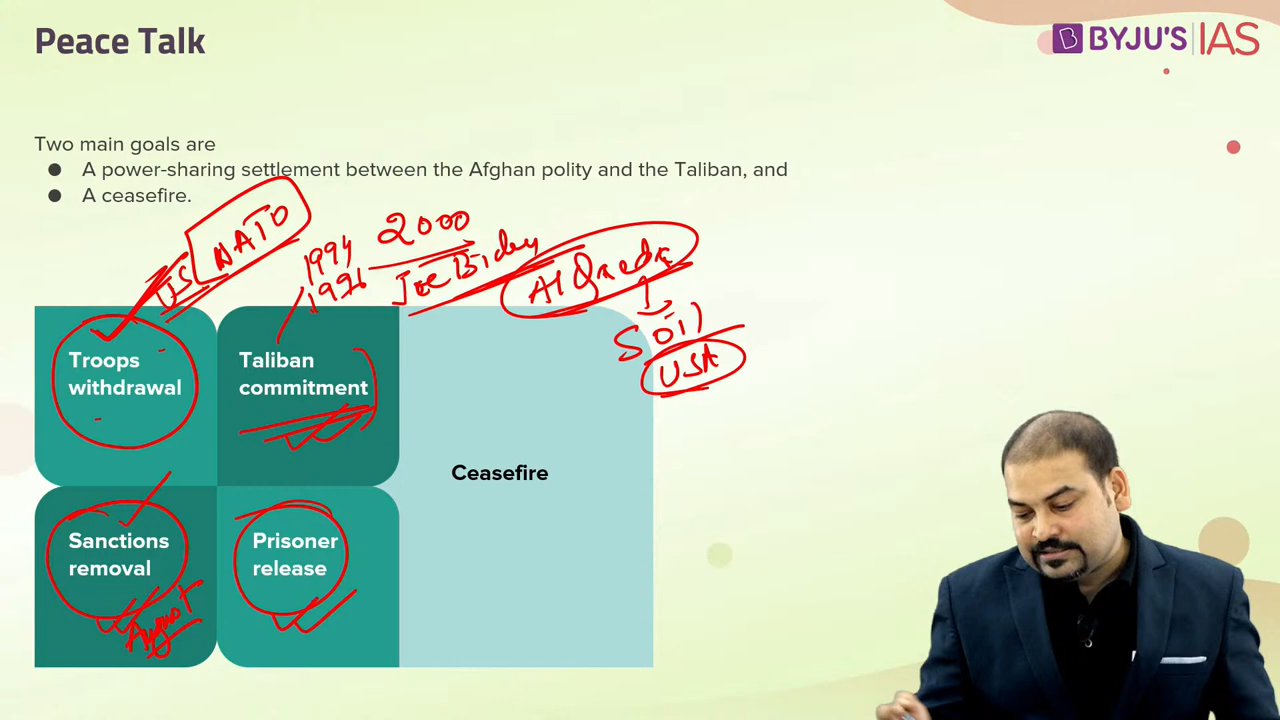 Peace Talk
BYJU'S IAS
Two main goals are
● A power-sharing settlement between the Afghan polity and the Taliban, and
● A ceasefire.
US NATO
1994
1996
2000
Joe Biden
Al Qaeda
Soil
USA
Troops
withdrawal
Taliban
commitment
Ceasefire
Sanctions
removal
August
Prisoner
release